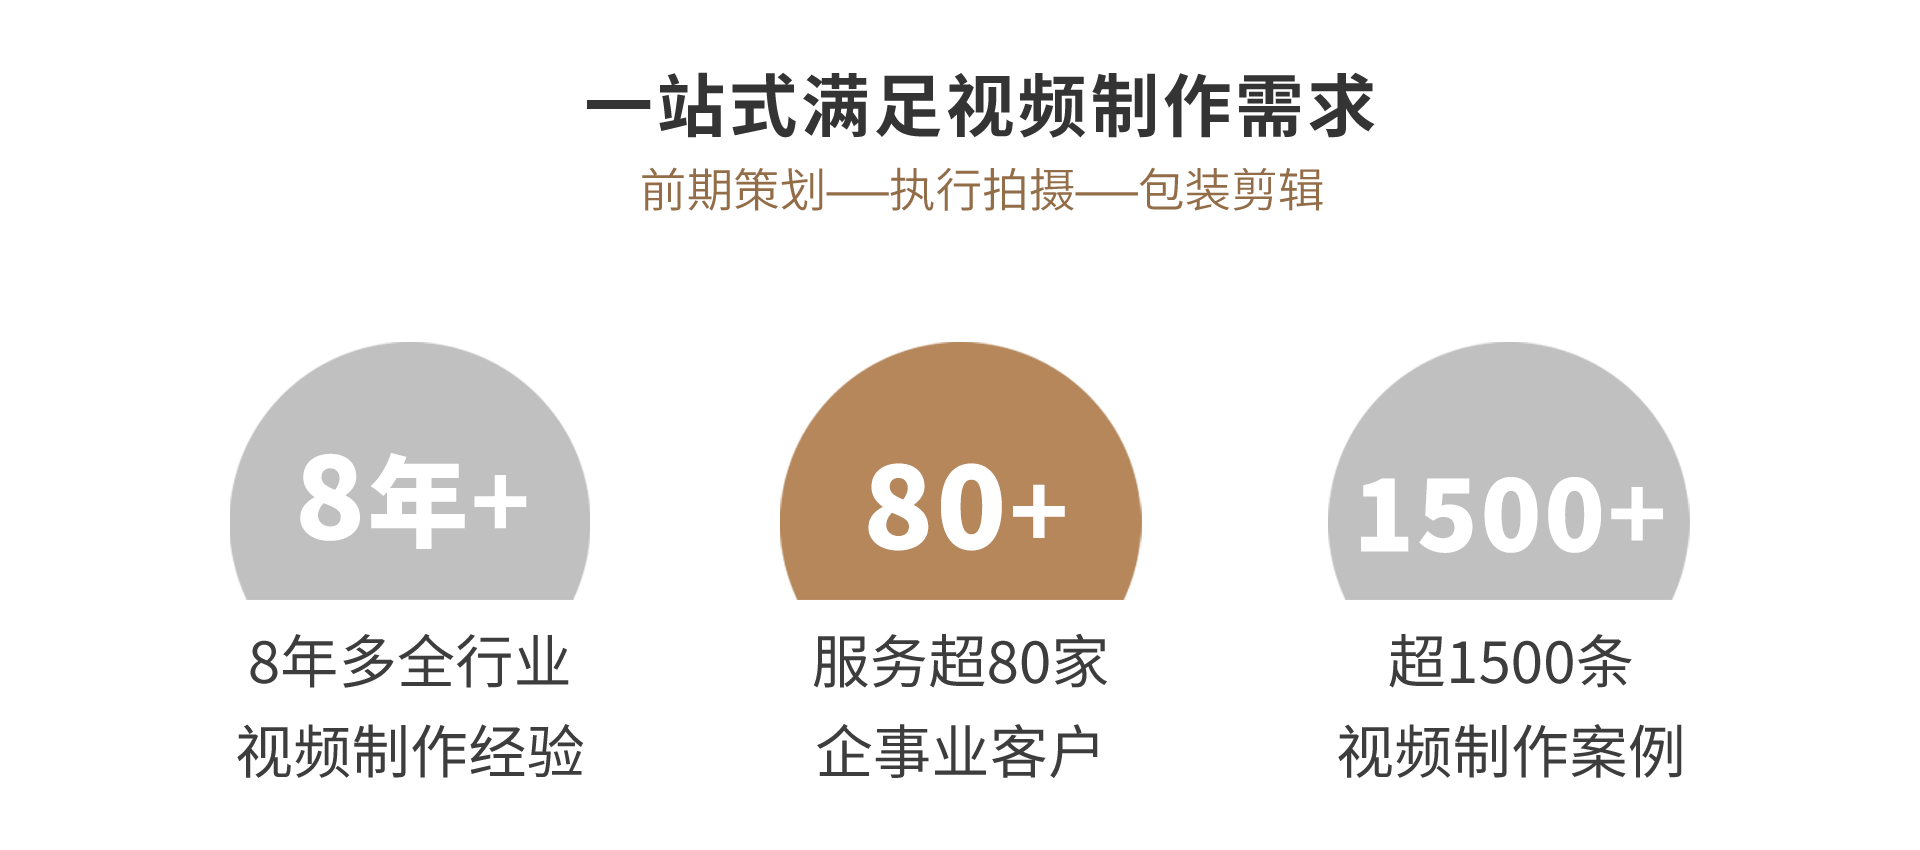 一站式满足视频制作需求
前期策划——执行拍摄——包装剪辑
8年+
80+
1500+
8年多全行业
视频制作经验
服务超80家
企事业客户
超1500条
视频制作案例